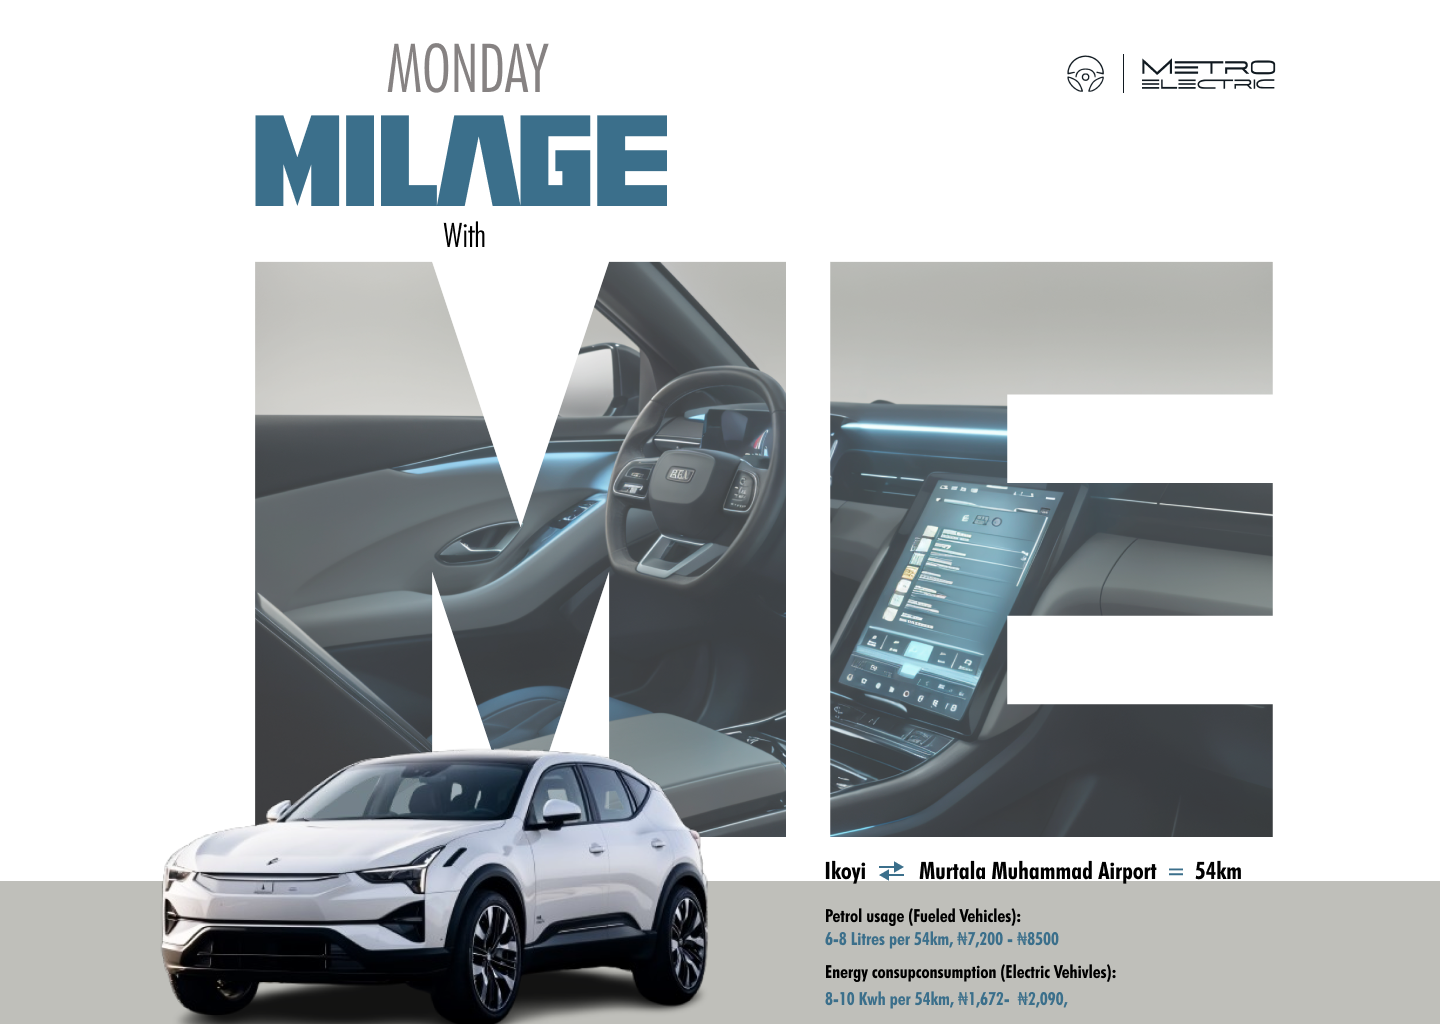 MONDAY
METRO
ELECTRIC
MILAGE
With
ME
Ikoyi ⇄ Murtala Muhammad Airport = 54km
Petrol usage (Fueled Vehicles):
6-8 Litres per 54km, ₦7,200 - ₦8500
Energy consupconsumption (Electric Vehivles):
8-10 Kwh per 54km, ₦1,672- ₦2,090,